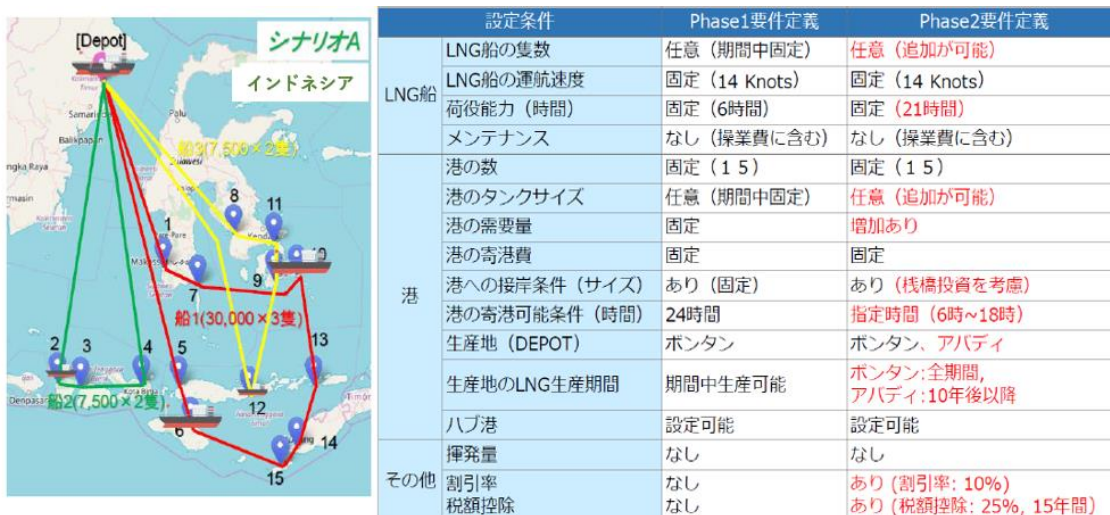 [Depot]
シナリオA
インドネシア
Samarinda
Balikpapan
Palu
船3(7,500×2隻)
8
11
1
10
7
9
船1(30,000×3隻)
2
3
4
5
13
Denpasar
船2(7,500×2隻)
6
12
14
15
設定条件 Phase1要件定義 Phase2要件定義
LNG船
LNG船の隻数 任意（期間中固定） 任意（追加が可能）
LNG船の運航速度 固定（14 Knots） 固定（14 Knots）
荷役能力（時間） 固定（6時間） 固定（21時間）
メンテナンス なし（操業費に含む） なし（操業費に含む）
港
港の数 固定（１５） 固定（１５）
港のタンクサイズ 任意（期間中固定） 任意（追加が可能）
港の需要量 固定 増加あり
港の寄港費 固定 固定
港への接岸条件（サイズ） あり（固定） あり（桟橋投資を考慮）
港の寄港可能条件（時間） 24時間 指定時間（6時~18時）
生産地（DEPOT） ボンタン ボンタン、アバディ
生産地のLNG生産期間 期間中生産可能 ボンタン:全期間,
アバディ:10年後以降
ハブ港 設定可能 設定可能
その他
揮発量 なし なし
割引率 なし あり (割引率: 10%)
税額控除 なし あり (税額控除: 25%, 15年間)